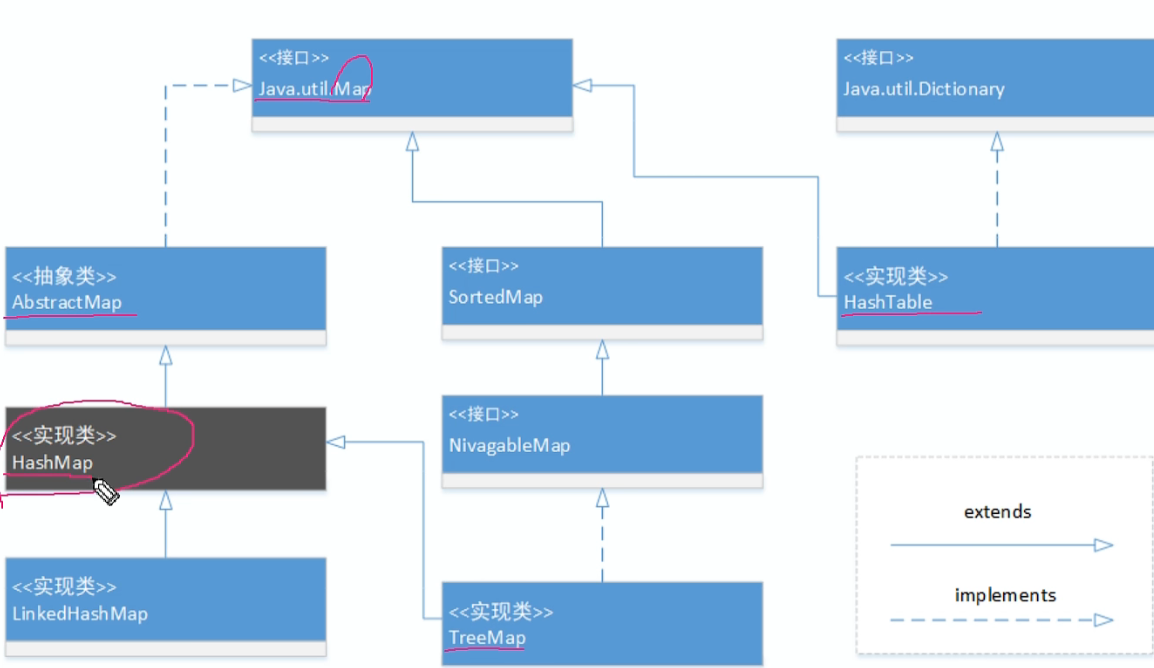 <<接口>>
Java.util.Map
<<接口>>
Java.util.Dictionary
<<抽象类>>
AbstractMap
<<接口>>
SortedMap
<<实现类>>
HashTable
<<实现类>>
HashMap
<<接口>>
NivagableMap
extends
implements
<<实现类>>
LinkedHashMap
<<实现类>>
TreeMap